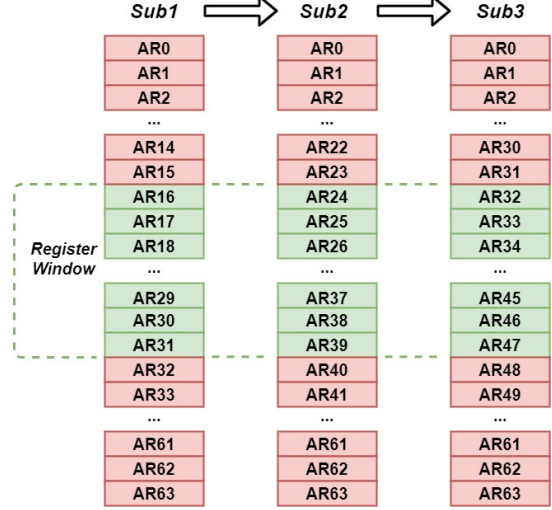 Sub1 Sub2 Sub3
AR0 AR0 AR0
AR1 AR1 AR1
AR2 AR2 AR2
... ... ...
AR14 AR22 AR30
AR15 AR23 AR31
AR16 AR24 AR32
AR17 AR25 AR33
Register AR18 AR26 AR34
Window ... ... ...
AR29 AR37 AR45
AR30 AR38 AR46
AR31 AR39 AR47
AR32 AR40 AR48
AR33 AR41 AR49
... ... ...
AR61 AR61 AR61
AR62 AR62 AR62
AR63 AR63 AR63